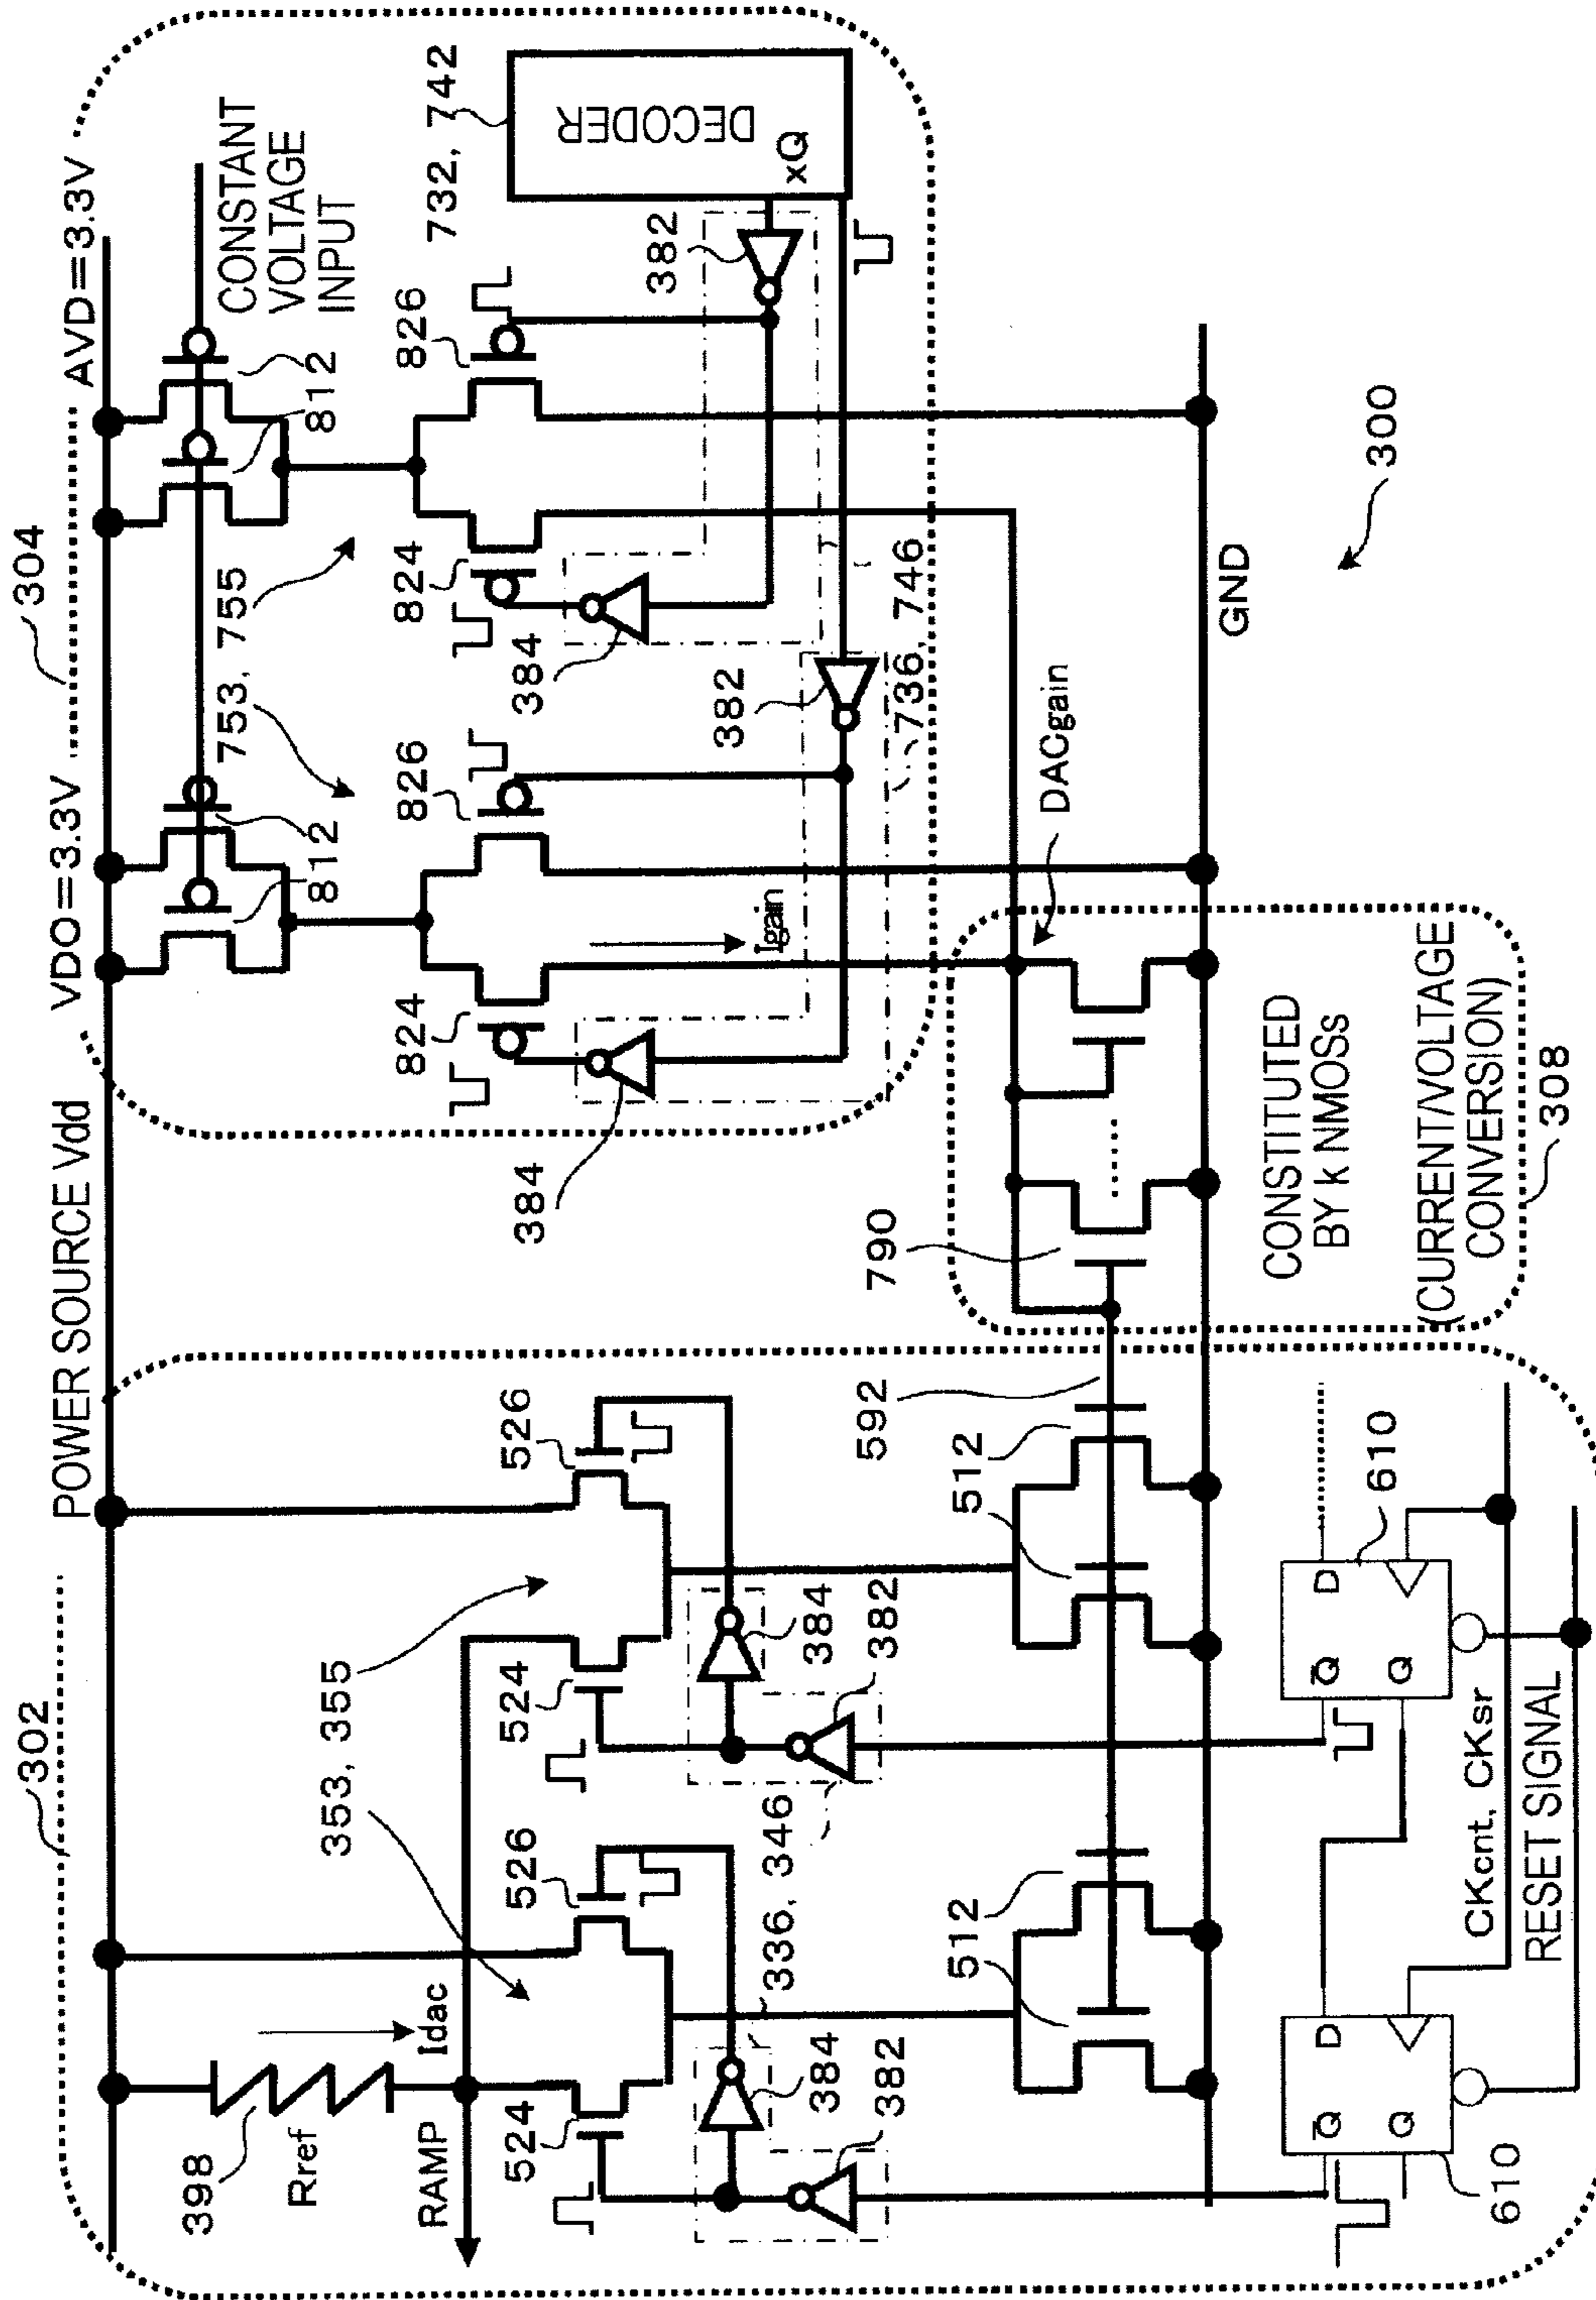 302
304
POWER SOURCE Vdd
VDO=3.3V
AVD=3.3V
398
Rref
Idac
RAMP
353, 355
753, 755
812
812
CONSTANT
VOLTAGE
INPUT
524
526
524
526
824
826
824
826
Igain
732, 742
DECODER
xQ
384
382
336, 346
384
382
384
382
384
382
736, 746
512
512
592
790
DACgain
GND
CONSTITUTED
BY k NMOSs
(CURRENT/VOLTAGE
CONVERSION)
308
300
D
Q
Q
610
D
Q
Q
610
CKcnt. CKsr
RESET SIGNAL